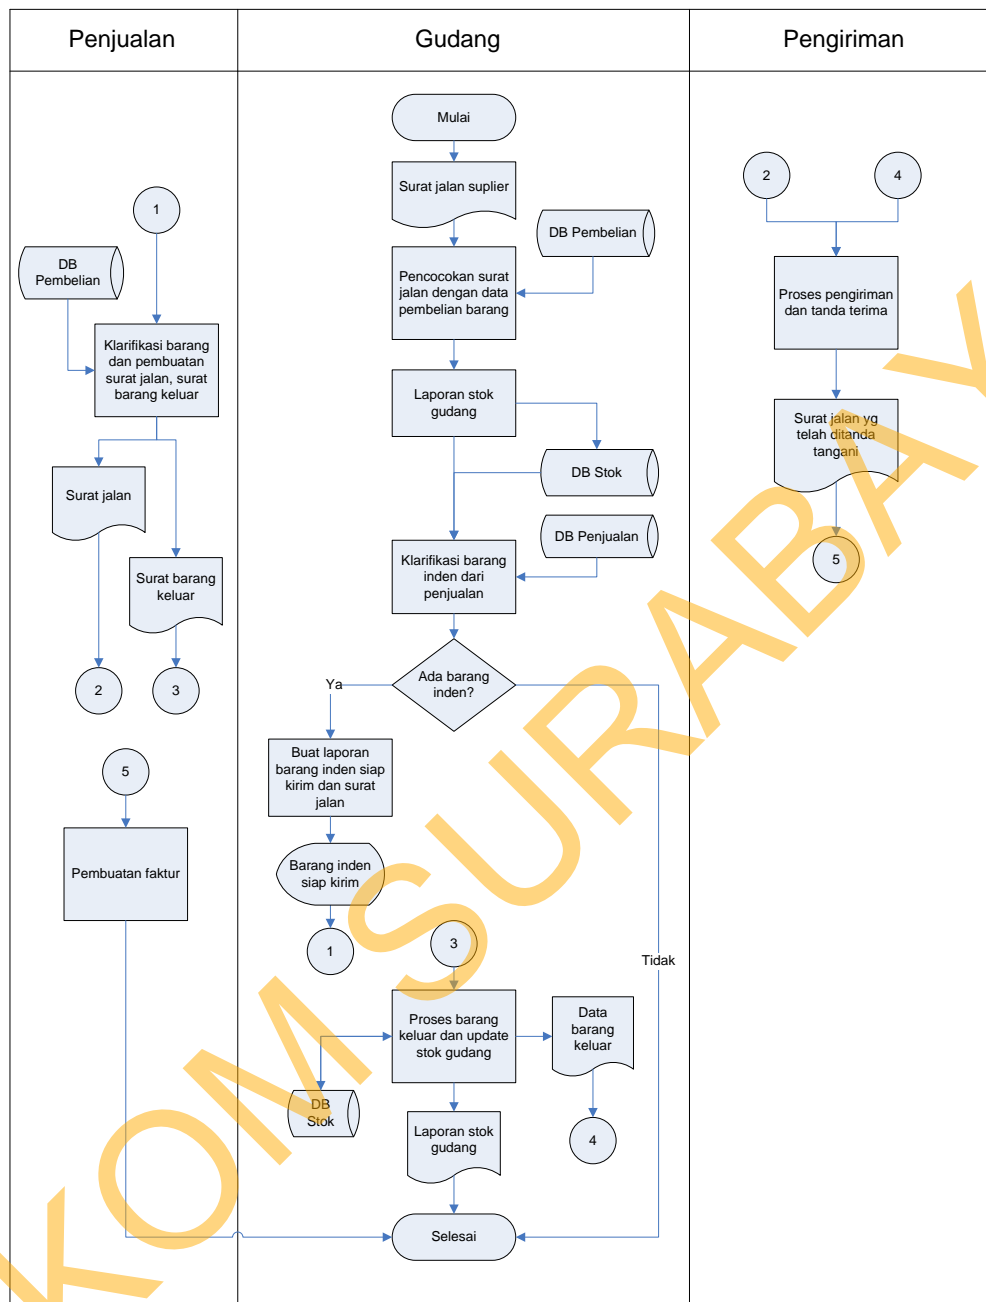 Penjualan
Gudang
Pengiriman
1
DB
Pembelian
Klarifikasi barang
dan pembuatan
surat jalan, surat
barang keluar
Surat jalan
Surat barang
keluar
2
3
5
Pembuatan faktur
Mulai
Surat jalan suplier
DB Pembelian
Pencocokan surat
jalan dengan data
pembelian barang
Laporan stok
gudang
DB Stok
DB Penjualan
Klarifikasi barang
inden dari
penjualan
Ada barang
inden?
Ya
Tidak
Buat laporan
barang inden siap
kirim dan surat
jalan
Barang inden
siap kirim
1
3
Proses barang
keluar dan update
stok gudang
Data
barang
keluar
DB
Stok
4
Laporan stok
gudang
Selesai
2
4
Proses pengiriman
dan tanda terima
Surat jalan yg
telah ditanda
tangani
5
KOM SURABAY